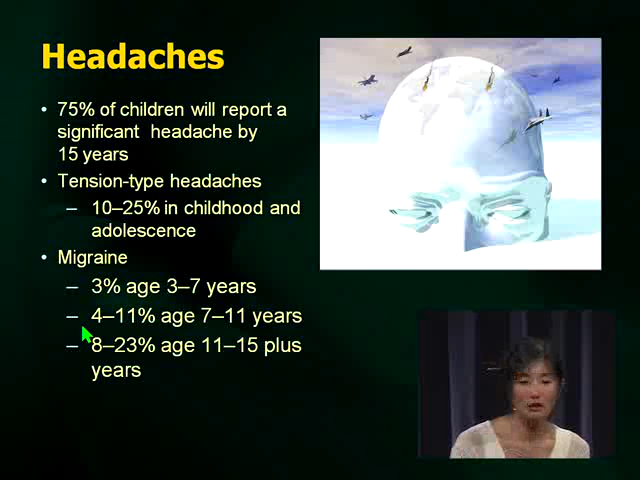 Headaches
• 75% of children will report a
significant headache by
15 years
• Tension-type headaches
– 10–25% in childhood and
adolescence
• Migraine
– 3% age 3–7 years
– 4–11% age 7–11 years
– 8–23% age 11–15 plus
years